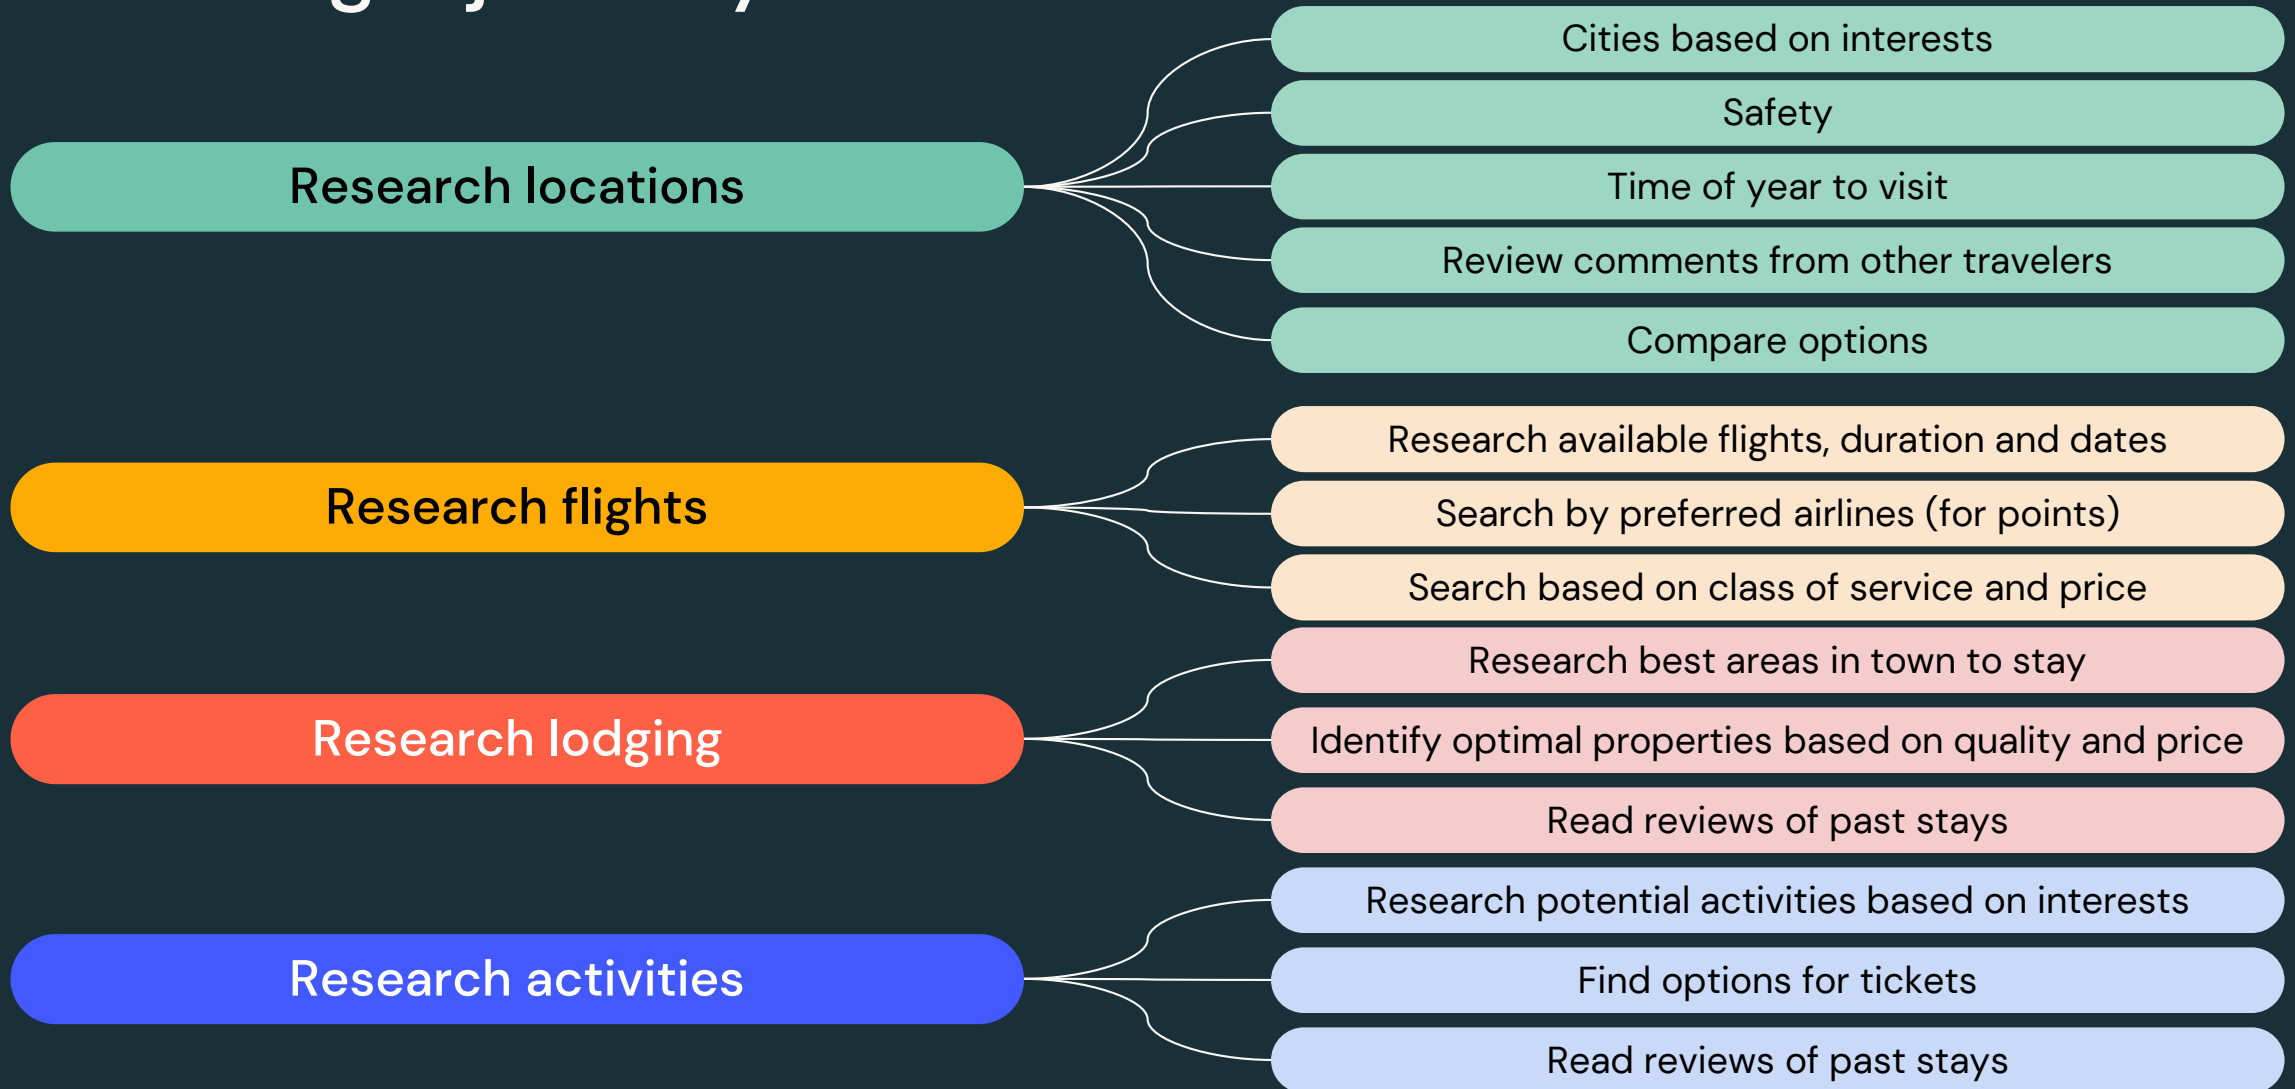 Research locations
Cities based on interests
Safety
Time of year to visit
Review comments from other travelers
Compare options
Research flights
Research available flights, duration and dates
Search by preferred airlines (for points)
Search based on class of service and price
Research lodging
Research best areas in town to stay
Identify optimal properties based on quality and price
Read reviews of past stays
Research activities
Research potential activities based on interests
Find options for tickets
Read reviews of past stays